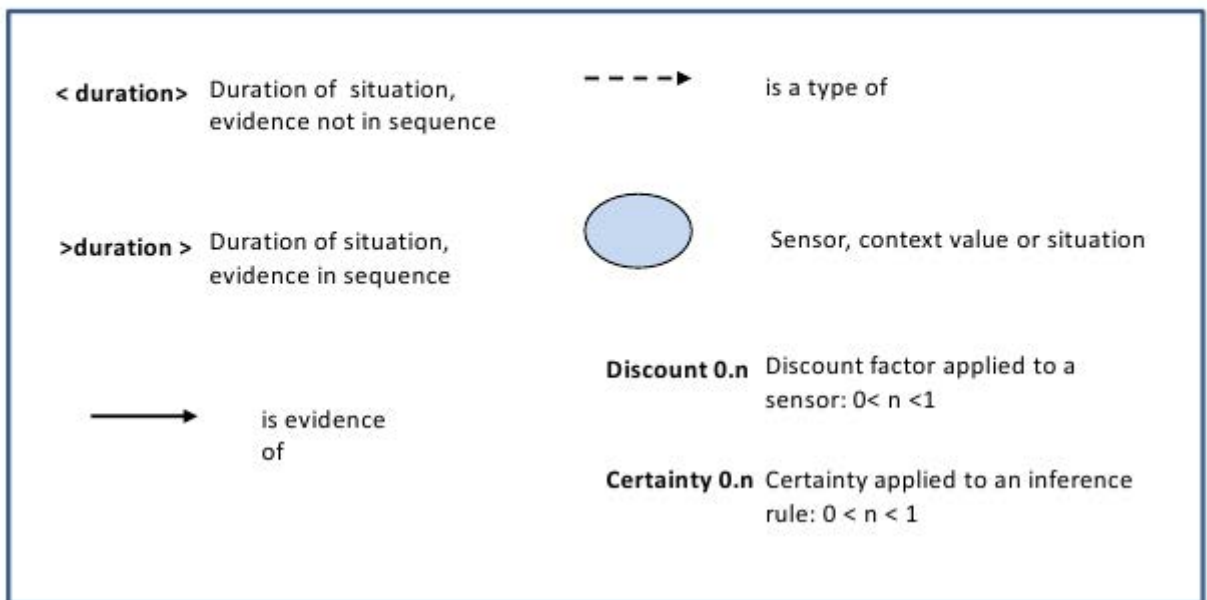 < duration> Duration of situation,
evidence not in sequence
is a type of
>duration > Duration of situation,
evidence in sequence
Sensor, context value or situation
is evidence
of
Discount 0.n Discount factor applied to a
sensor: 0< n <1
Certainty 0.n Certainty applied to an inference
rule: 0 < n < 1